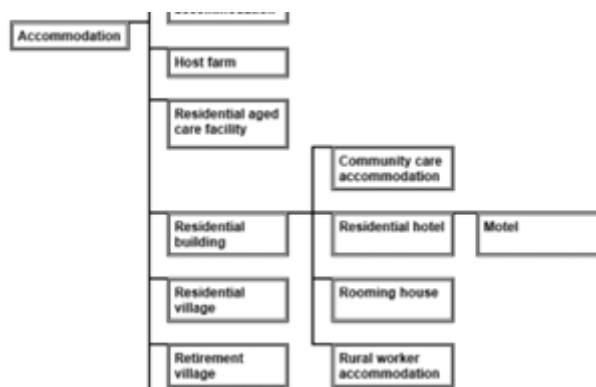 Accommodation
Host farm
Residential aged
care facility
Community care
accommodation
Residential
building
Residential hotel
Motel
Residential
village
Rooming house
Retirement
village
Rural worker
accommodation